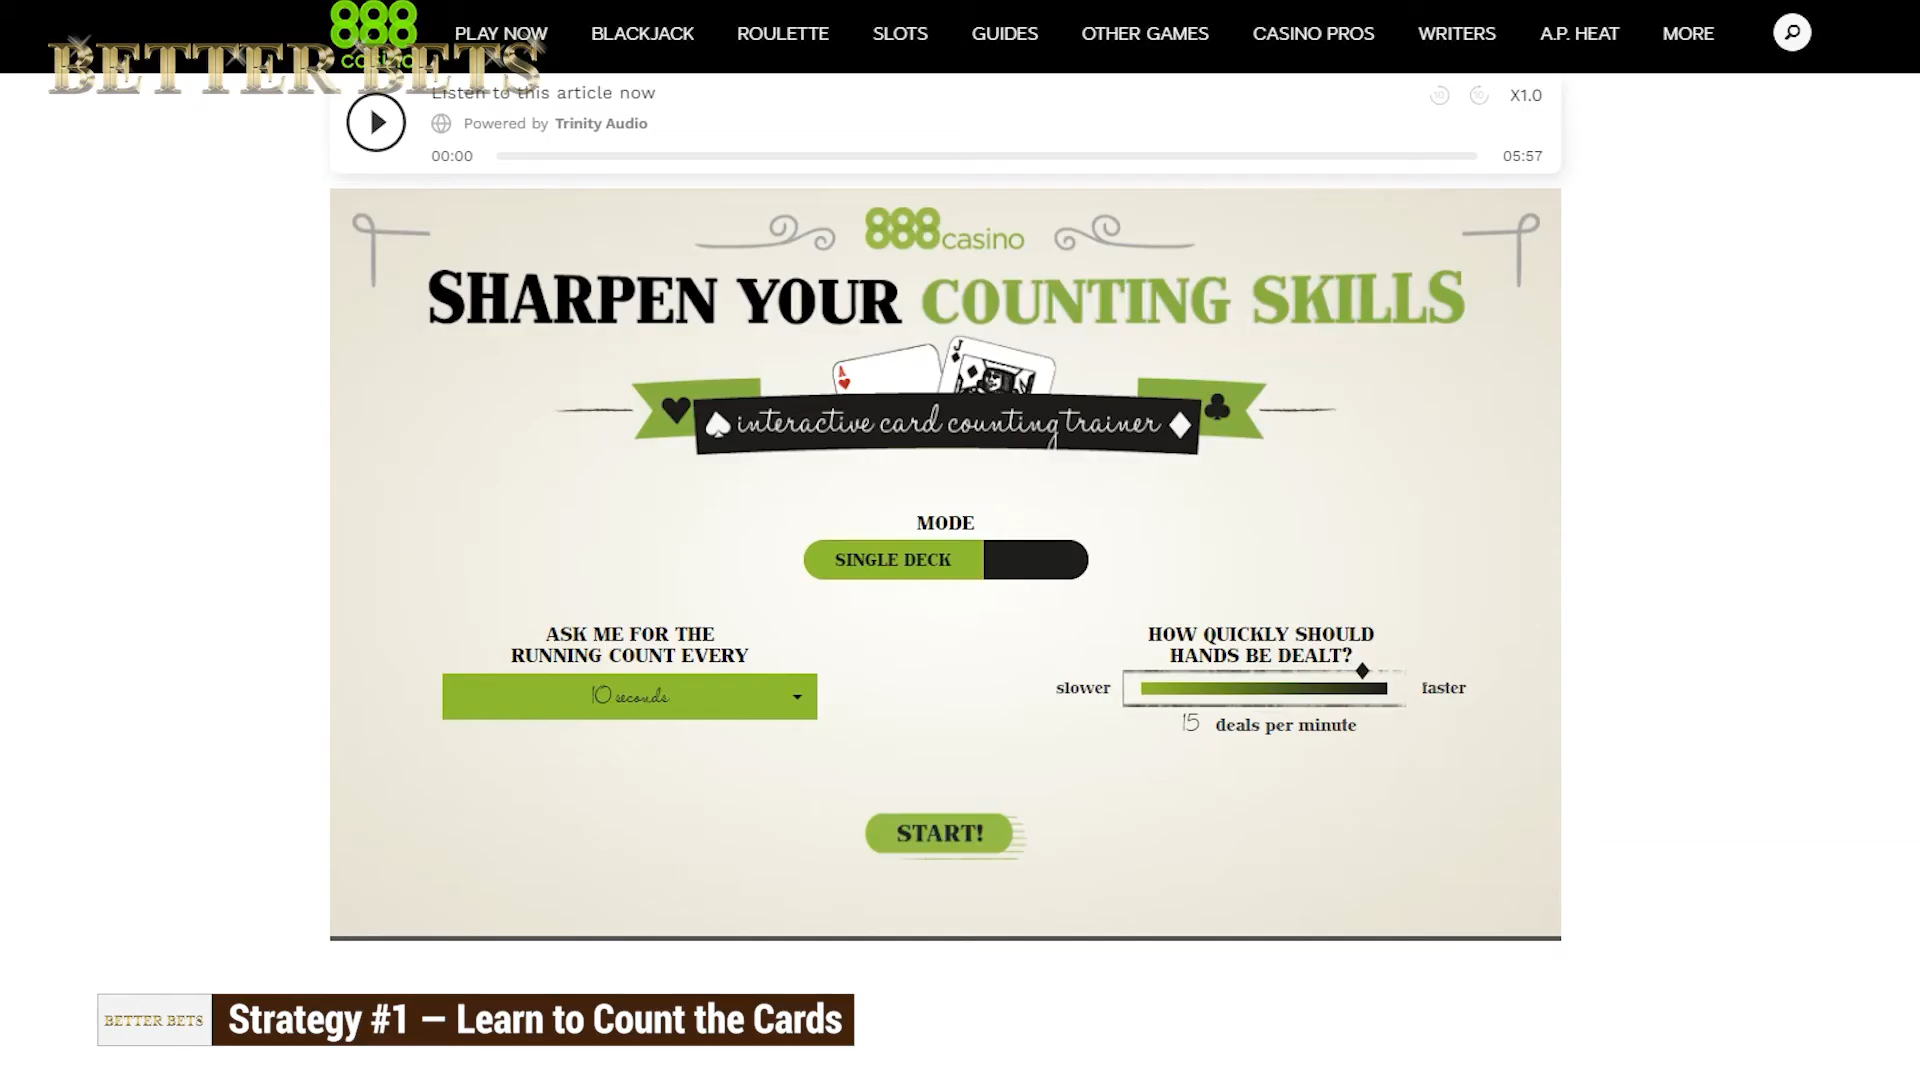 888
casino
BETTER BETS
PLAY NOW
BLACKJACK
ROULETTE
SLOTS
GUIDES
OTHER GAMES
CASINO PROS
WRITERS
A.P. HEAT
MORE
Listen to this article now
10
10
X1.0
Powered by Trinity Audio
00:00
05:57
888casino
SHARPEN YOUR COUNTING SKILLS
A
J
interactive card counting trainer
MODE
SINGLE DECK
ASK ME FOR THE
RUNNING COUNT EVERY
10 seconds
HOW QUICKLY SHOULD
HANDS BE DEALT?
slower
faster
15 deals per minute
START!
BETTER BETS
Strategy #1 – Learn to Count the Cards